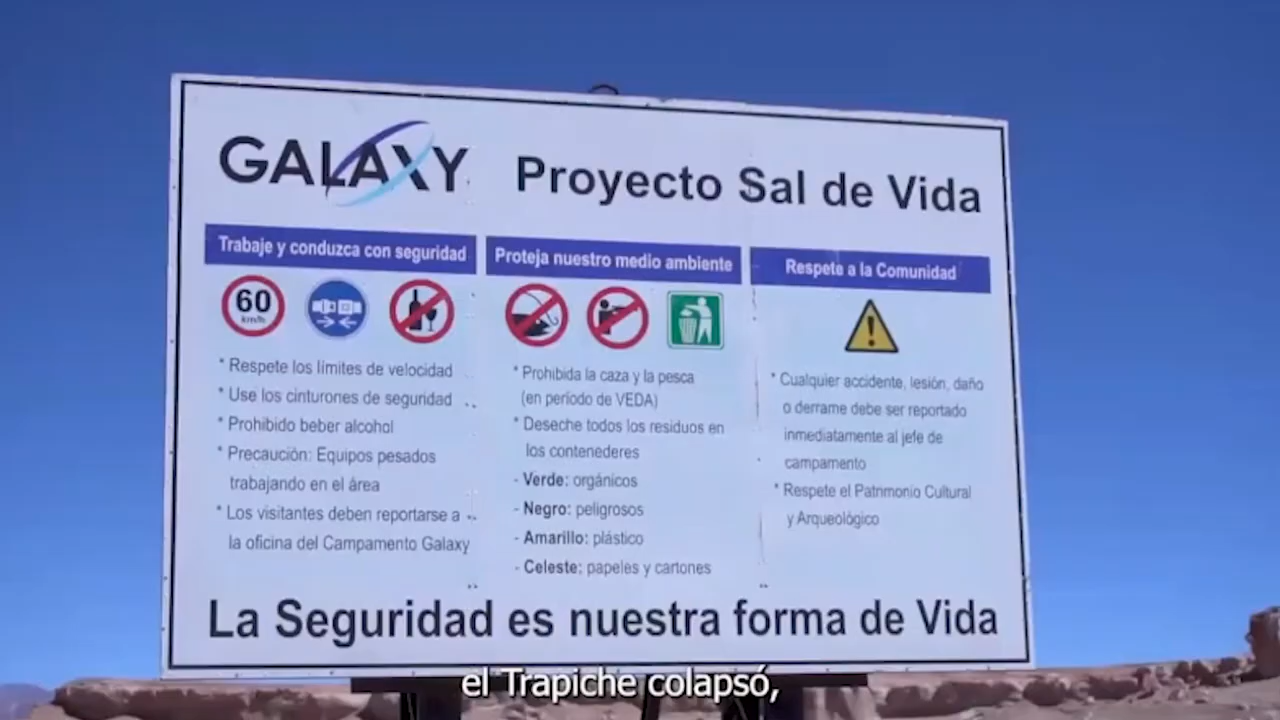 GALAXY
Proyecto Sal de Vida
Trabaje y conduzca con seguridad
60
km/h
* Respete los límites de velocidad
* Use los cinturones de seguridad
* Prohibido beber alcohol
* Precaución: Equipos pesados
trabajando en el área
* Los visitantes deben reportarse a
la oficina del Campamento Galaxy
Proteja nuestro medio ambiente
* Prohibida la caza y la pesca
(en período de VEDA)
* Deseche todos los residuos en
los contenederes
- Verde: orgánicos
- Negro: peligrosos
- Amarillo: plástico
- Celeste: papeles y cartones
Respete a la Comunidad
* Cualquier accidente, lesión, daño
o derrame debe ser reportado
inmediatamente al jefe de
campamento
* Respete el Patrimonio Cultural
y Arqueológico
La Seguridad es nuestra forma de Vida
el Trapiche colapsó,